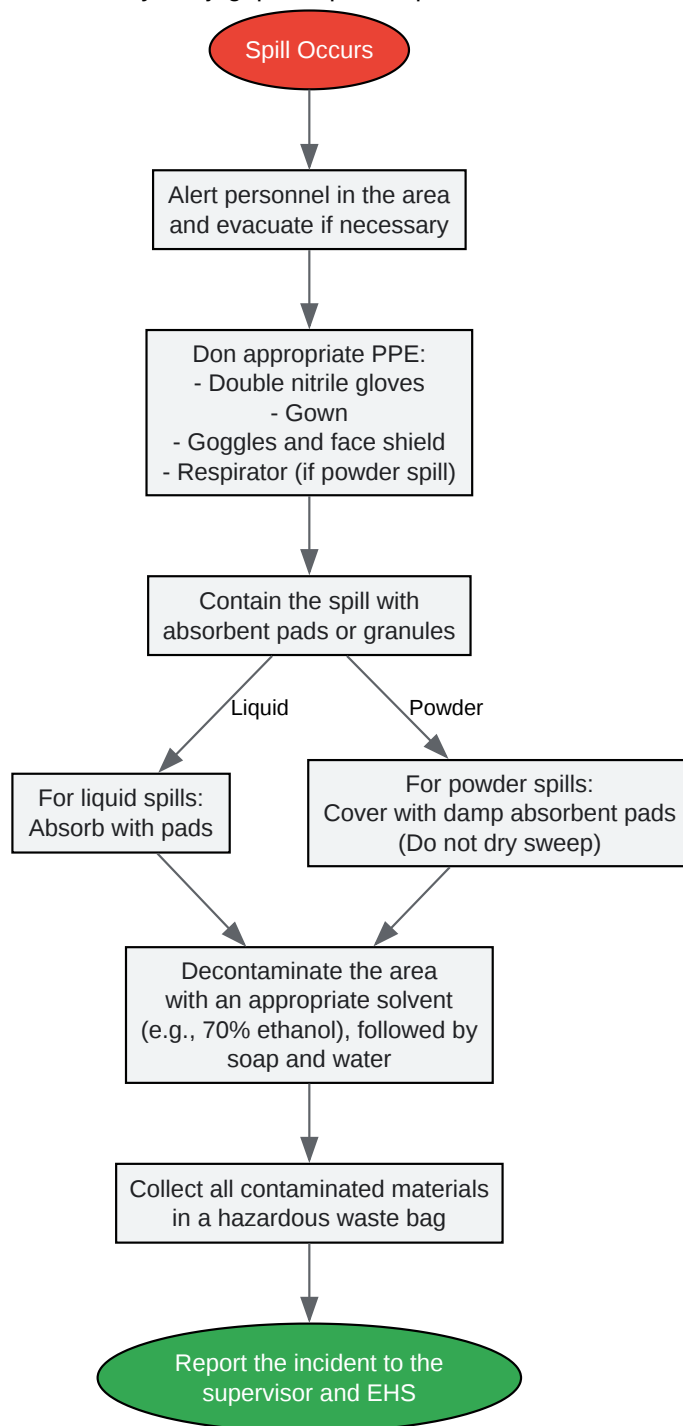 Spill Occurs
Alert personnel in the area
and evacuate if necessary
Don appropriate PPE:
- Double nitrile gloves
- Gown
- Goggles and face shield
- Respirator (if powder spill)
Contain the spill with
absorbent pads or granules
Liquid
Powder
For liquid spills:
Absorb with pads
For powder spills:
Cover with damp absorbent pads
(Do not dry sweep)
Decontaminate the area
with an appropriate solvent
(e.g., 70% ethanol), followed by
soap and water
Collect all contaminated materials
in a hazardous waste bag
Report the incident to the
supervisor and EHS